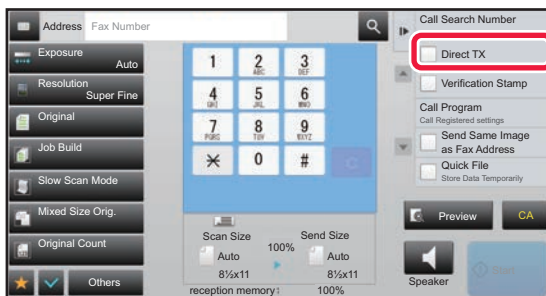 Address Fax Number
Exposure
Auto
Resolution
Super Fine
Original
Job Build
Slow Scan Mode
Mixed Size Orig.
Original Count
Others
1 2 3
ABC DEF
4 5 6
GHI JKL MNO
7 8 9
PQRS TUV WXYZ
0 #
C
Scan Size
Auto
8½x11
100%
Send Size
Auto
8½x11
reception memory: 100%
Call Search Number
Direct TX
Verification Stamp
Call Program
Call Registered settings
Send Same Image
as Fax Address
Quick File
Store Data Temporarily
Preview
CA
Speaker
Start